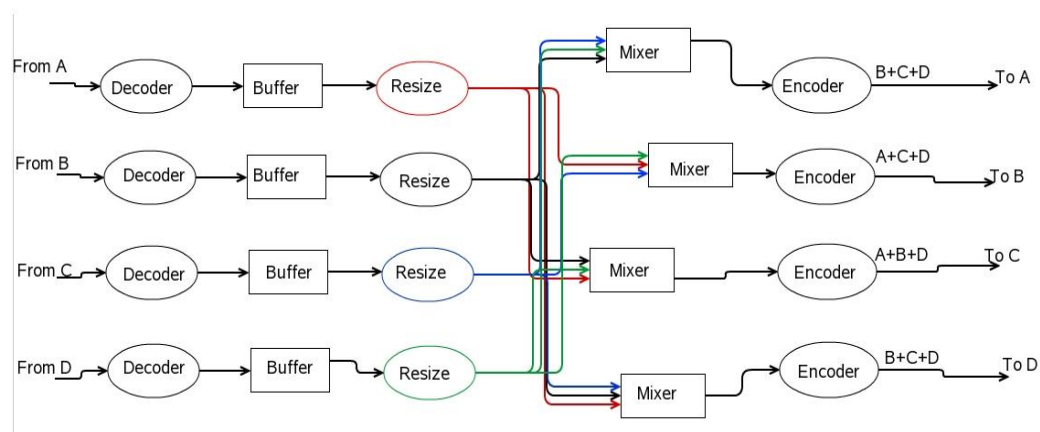 From A
Decoder
Buffer
Resize
Mixer
Encoder
B+C+D
To A
From B
Decoder
Buffer
Resize
Mixer
Encoder
A+C+D
To B
From C
Decoder
Buffer
Resize
Mixer
Encoder
A+B+D
To C
From D
Decoder
Buffer
Resize
Mixer
Encoder
B+C+D
To D